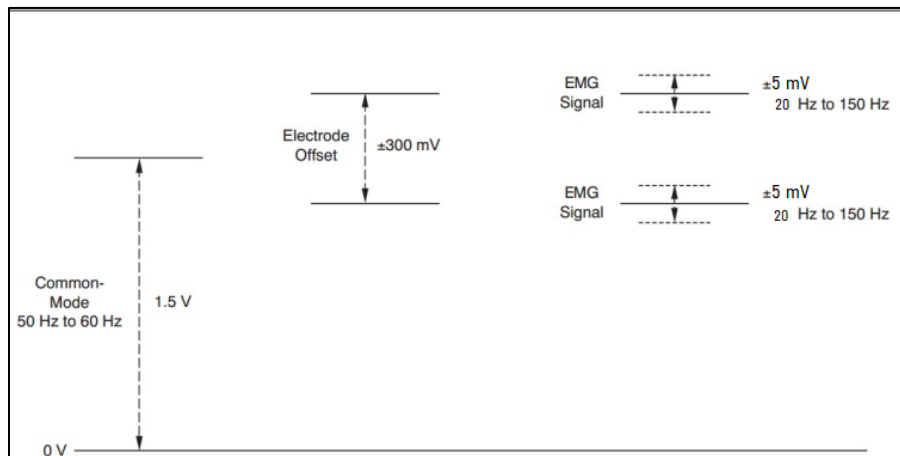 EMG
Signal
±5 mV
20 Hz to 150 Hz
Electrode
Offset
±300 mV
EMG
Signal
±5 mV
20 Hz to 150 Hz
Common-
Mode
50 Hz to 60 Hz
1.5 V
0 V